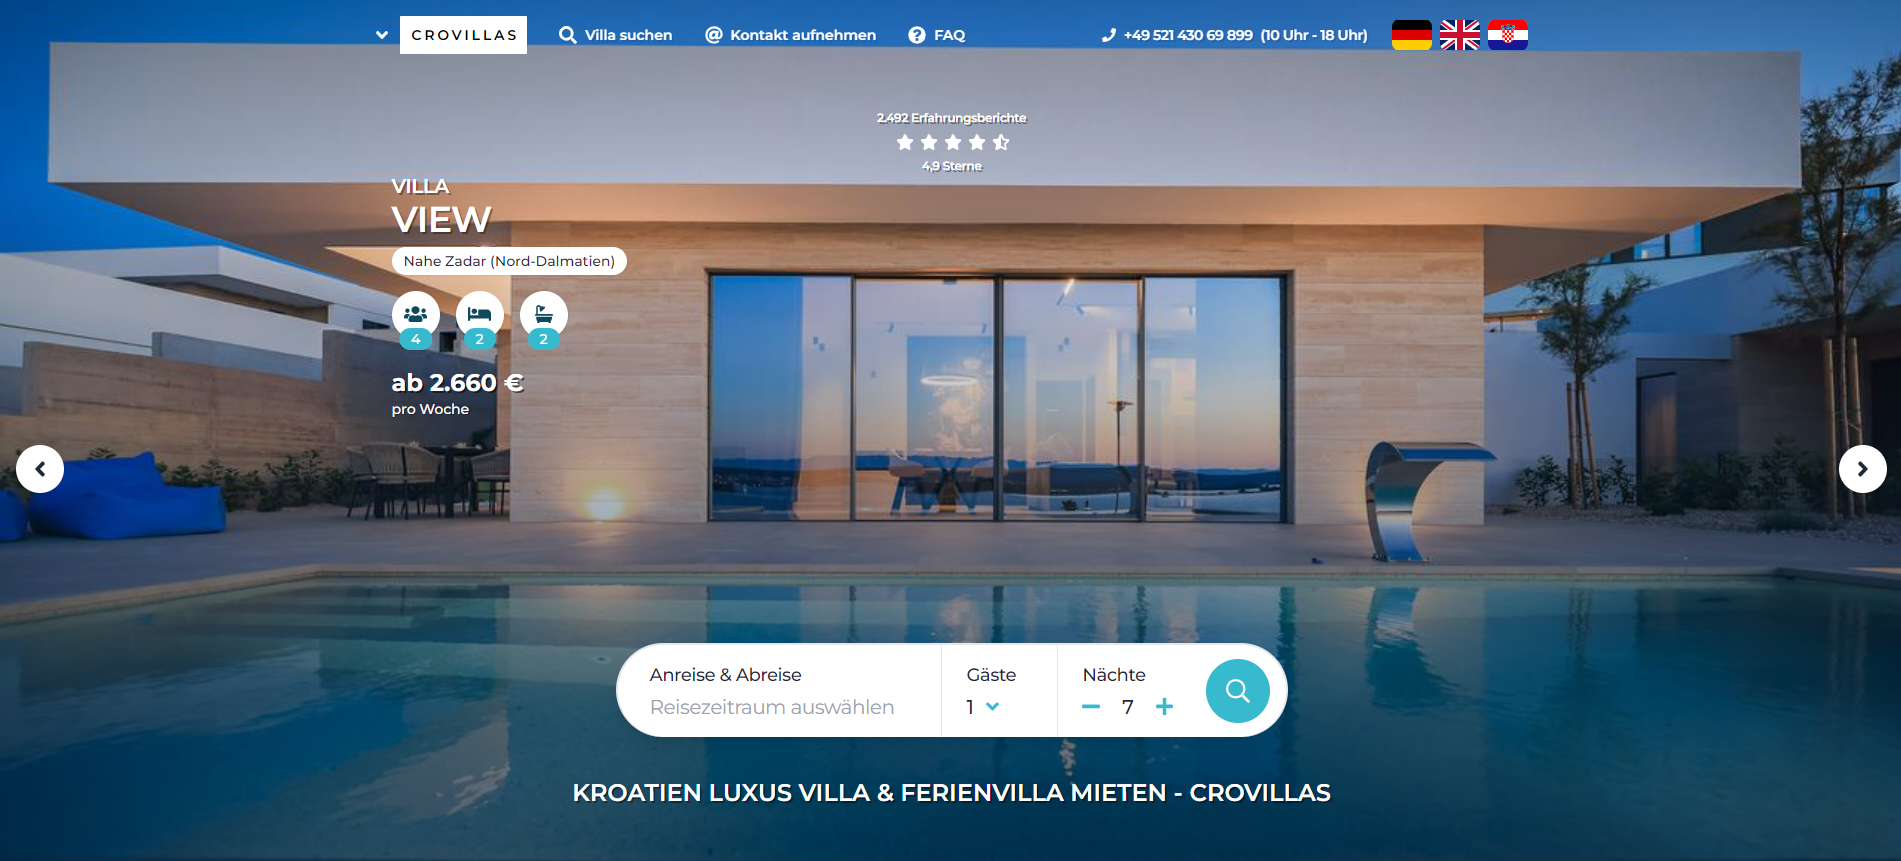 CROVILLAS
Villa suchen
Kontakt aufnehmen
FAQ
+49 521 430 69 899 (10 Uhr - 18 Uhr)
2.492 Erfahrungsberichte
4,9 Sterne
VILLA
VIEW
Nahe Zadar (Nord-Dalmatien)
4 2 2
ab 2.660 €
pro Woche
Anreise & Abreise
Reisezeitraum auswählen
Gäste
1
Nächte
7
KROATIEN LUXUS VILLA & FERIENVILLA MIETEN - CROVILLAS